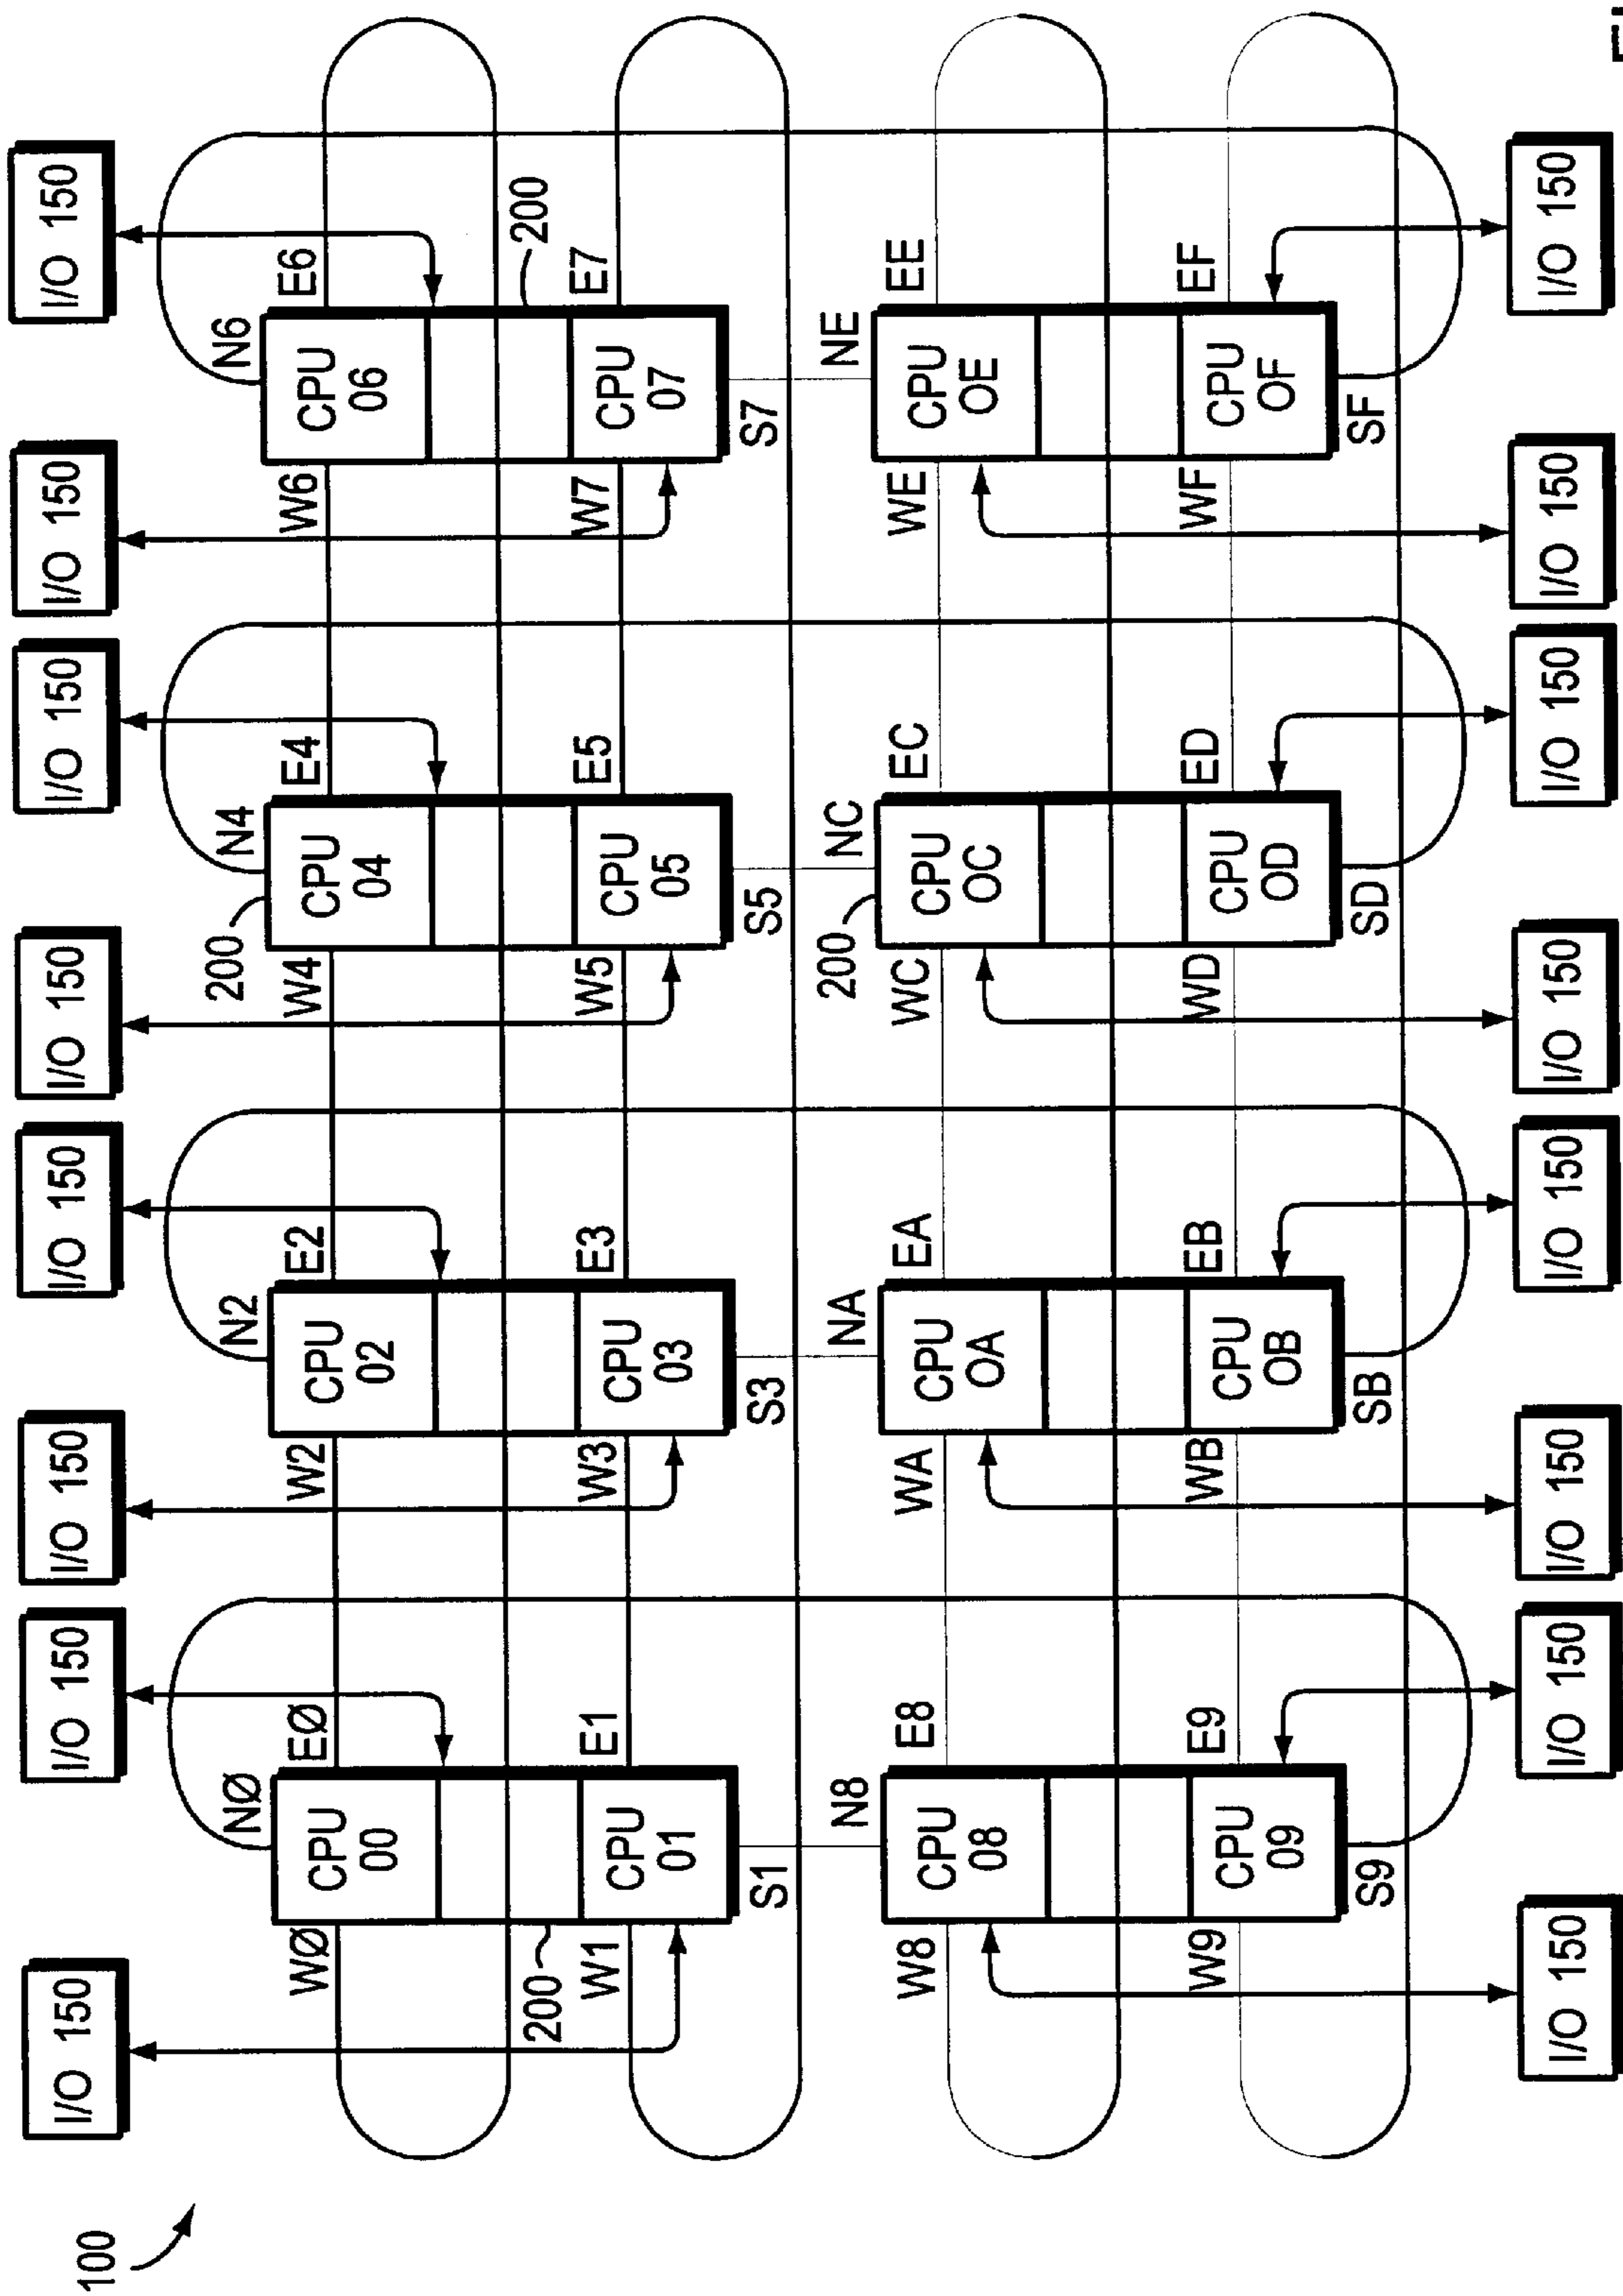 100
I/O 150
I/O 150
I/O 150
I/O 150
I/O 150
I/O 150
I/O 150
I/O 150
NØ
N2
N4
N6
WØ
CPU
00
EØ
W2
CPU
02
E2
200
W4
CPU
04
E4
W6
CPU
06
E6
200
200
W1
CPU
01
E1
W3
CPU
03
E3
W5
CPU
05
E5
W7
CPU
07
E7
S1
S3
S5
S7
N8
NA
NC
NE
W8
CPU
08
E8
WA
CPU
OA
EA
200
WC
CPU
OC
EC
WE
CPU
OE
EE
W9
CPU
09
E9
WB
CPU
OB
EB
WD
CPU
OD
ED
WF
CPU
OF
EF
S9
SB
SD
SF
I/O 150
I/O 150
I/O 150
I/O 150
I/O 150
I/O 150
I/O 150
I/O 150